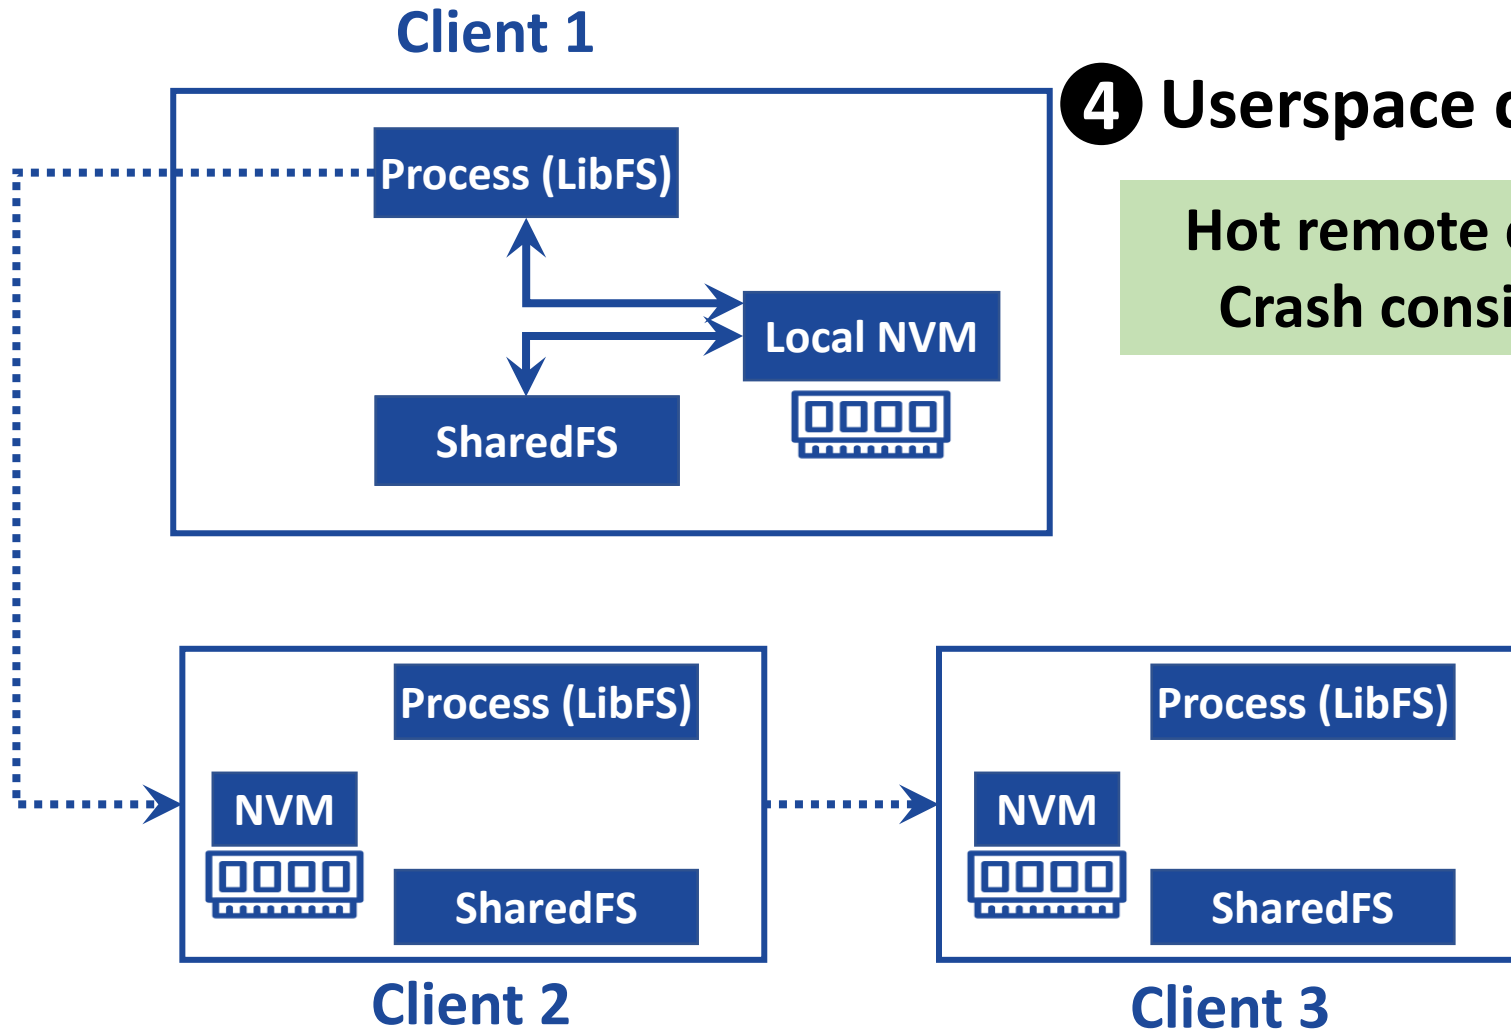 Client 1
❹ Userspace
Process (LibFS)
Hot remote
Crash
Local NVM
SharedFS
Process (LibFS)
Process (LibFS)
NVM
NVM
SharedFS
SharedFS
Client 2
Client 3